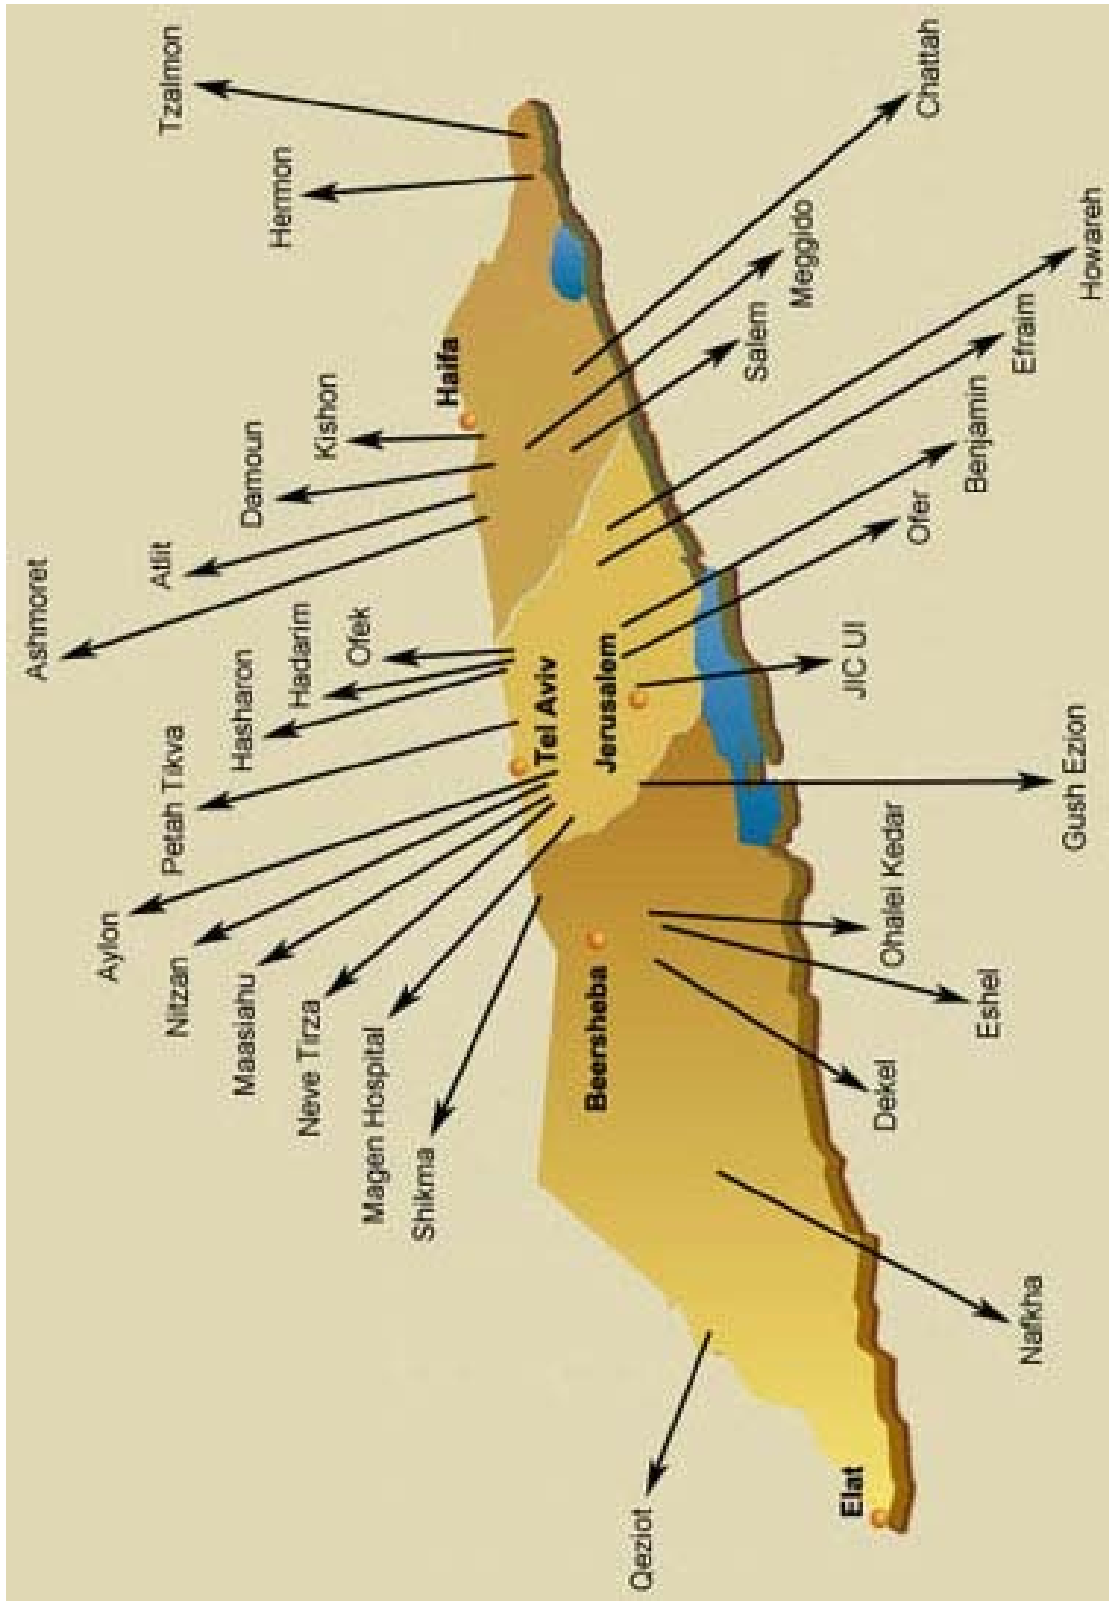 Ashmoret
Aylon
Atlit
Nitzan
Petah Tikva
Tzalmon
Maasiahu
Hasharon
Damoun
Hermon
Neve Tirza
Hadarim
Kishon
Magen Hospital
Ofek
Shikma
Haifa
Tel Aviv
Beersheba
Jerusalem
Qeziot
Salem
Meggido
Elat
JIC UI
Dekel
Ohalei Kedar
Ofer
Chattah
Benjamin
Eshel
Efraim
Nafkha
Gush Ezion
Howareh